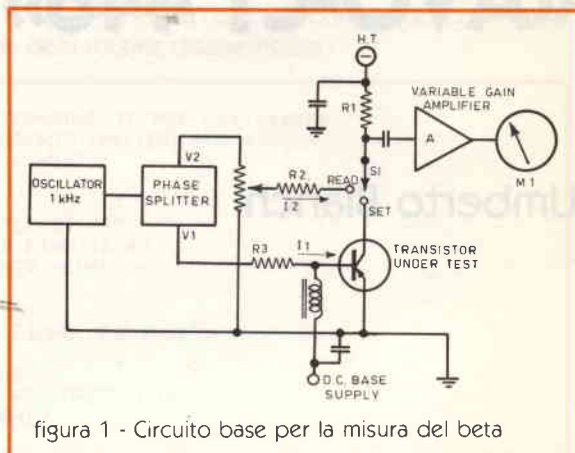 H.T.
−
R1
VARIABLE GAIN
AMPLIFIER
A
M1
V2
OSCILLATOR
1 kHz
PHASE
SPLITTER
V1
R2
I2
READ
S1
SET
R3
I1
TRANSISTOR
UNDER TEST
D.C. BASE
SUPPLY
figura 1 - Circuito base per la misura del beta